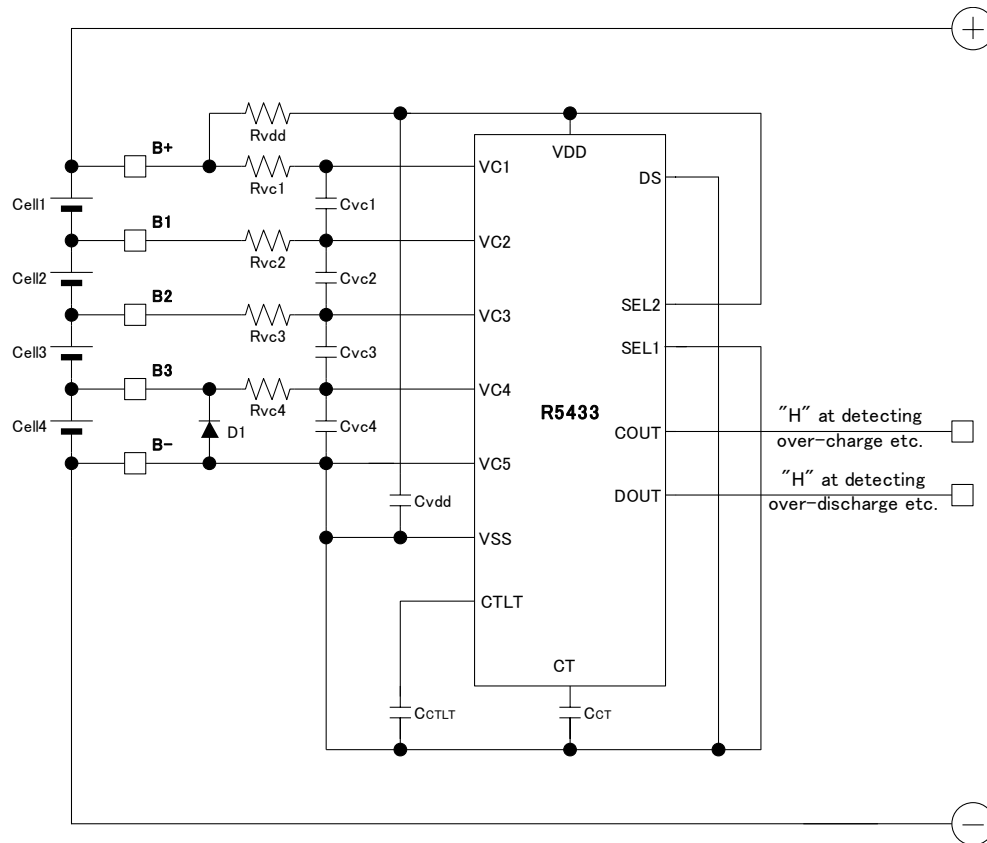 +
Rvdd
VDD
B+
Rvc1
VC1
DS
Cell1
Cvc1
B1
Rvc2
VC2
Cell2
Cvc2
B2
Rvc3
VC3
SEL2
Cell3
Cvc3
SEL1
B3
Rvc4
VC4
R5433
Cell4
D1
Cvc4
COUT
"H" at detecting
over-charge etc.
B-
VC5
Cvdd
DOUT
"H" at detecting
over-discharge etc.
VSS
CTLT
CT
CCTLT
CCT
−